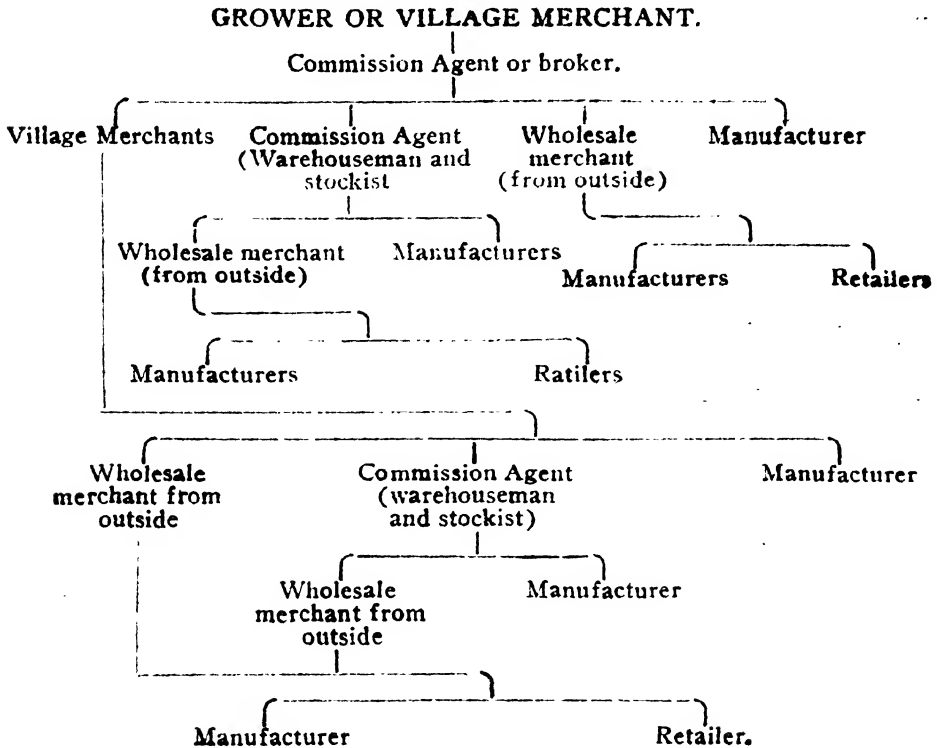 GROWER OR VILLAGE MERCHANT.
Commission Agent or broker.
Village Merchants Commission Agent Wholesale Manufacturer
(Warehouseman and merchant
stockist (from outside)
Wholesale merchant Manufacturers
(from outside) Manufacturers Retailers
Manufacturers Ratilers
Wholesale Commission Agent Manufacturer
merchant from (warehouseman
outside and stockist)
Wholesale Manufacturer
merchant from
outside
Manufacturer Retailer.